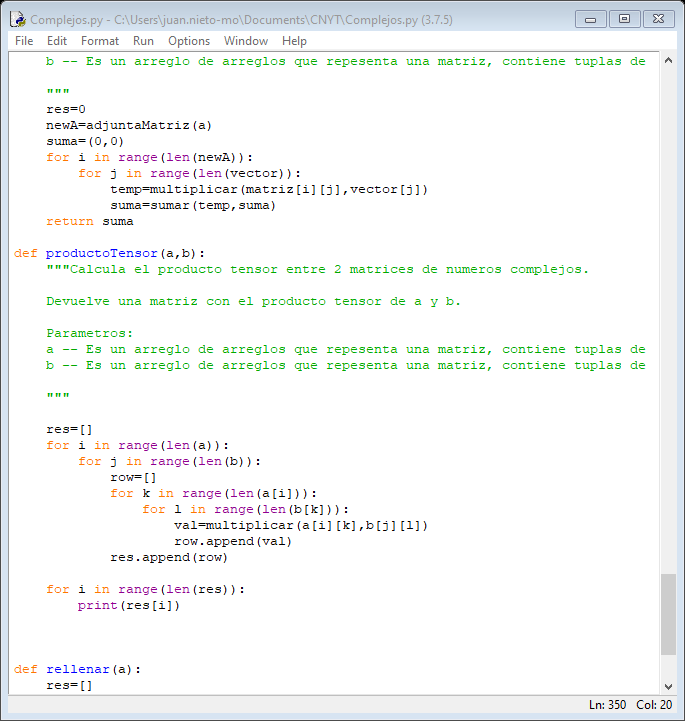 Complejos.py - C:\Users\juan.nieto-mo\Documents\CNYT\Complejos.py (3.7.5)
File Edit Format Run Options Window Help
    b -- Es un arreglo de arreglos que repesenta una matriz, contiene tuplas de

    """
    res=0
    newA=adjuntaMatriz(a)
    suma=(0,0)
    for i in range(len(newA)):
        for j in range(len(vector)):
            temp=multiplicar(matriz[i][j],vector[j])
            suma=sumar(temp,suma)
    return suma

def productoTensor(a,b):
    """Calcula el producto tensor entre 2 matrices de numeros complejos.

    Devuelve una matriz con el producto tensor de a y b.

    Parametros:
    a -- Es un arreglo de arreglos que repesenta una matriz, contiene tuplas de
    b -- Es un arreglo de arreglos que repesenta una matriz, contiene tuplas de

    """

    res=[]
    for i in range(len(a)):
        for j in range(len(b)):
            row=[]
            for k in range(len(a[i])):
                for l in range(len(b[k])):
                    val=multiplicar(a[i][k],b[j][l])
                    row.append(val)
            res.append(row)

    for i in range(len(res)):
        print(res[i])

def rellenar(a):
    res=[]
Ln: 350 Col: 20